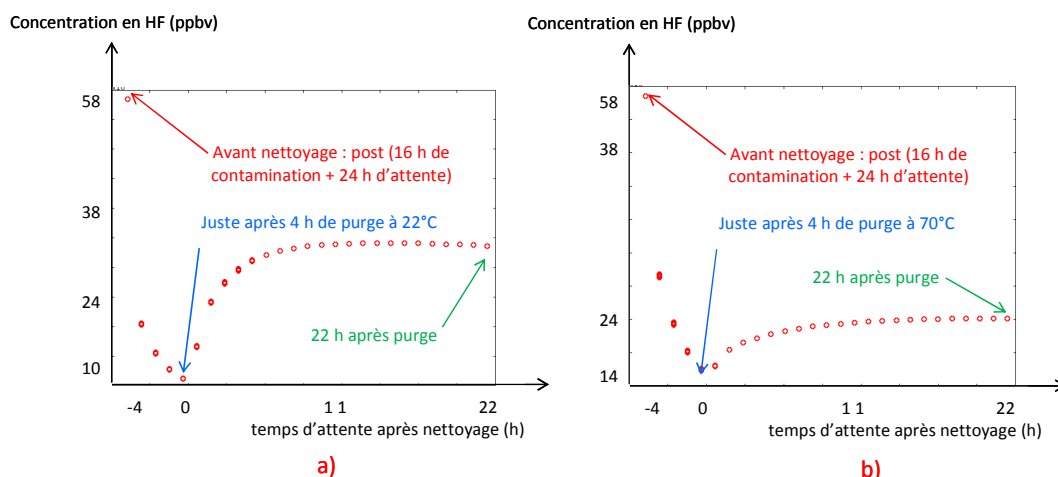 Concentration en HF (ppbv)
58
Avant nettoyage : post (16 h de
contamination + 24 h d'attente)
38
Juste après 4 h de purge à 22°C
24
22 h après purge
10
-4
0
1 1
22
temps d'attente après nettoyage (h)
a)
Concentration en HF (ppbv)
58
38
Avant nettoyage : post (16 h de
contamination + 24 h d'attente)
Juste après 4 h de purge à 70°C
22 h après purge
24
14
-4
0
1 1
22
temps d'attente après nettoyage (h)
b)